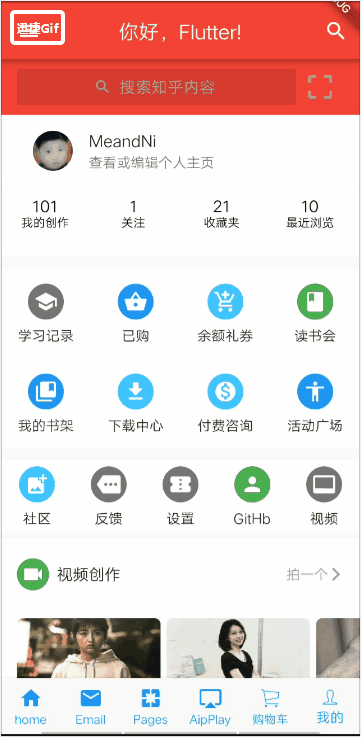 迅捷Gif
你好，Flutter!
UG
搜索知乎内容
MeandNi
查看或编辑个人主页
101 1 21 10
我的创作 关注 收藏夹 最近浏览
学习记录 已购 余额礼券 读书会
我的书架 下载中心 付费咨询 活动广场
社区 反馈 设置 GitHb 视频
视频创作 拍一个
home Email Pages AipPlay 购物车 我的